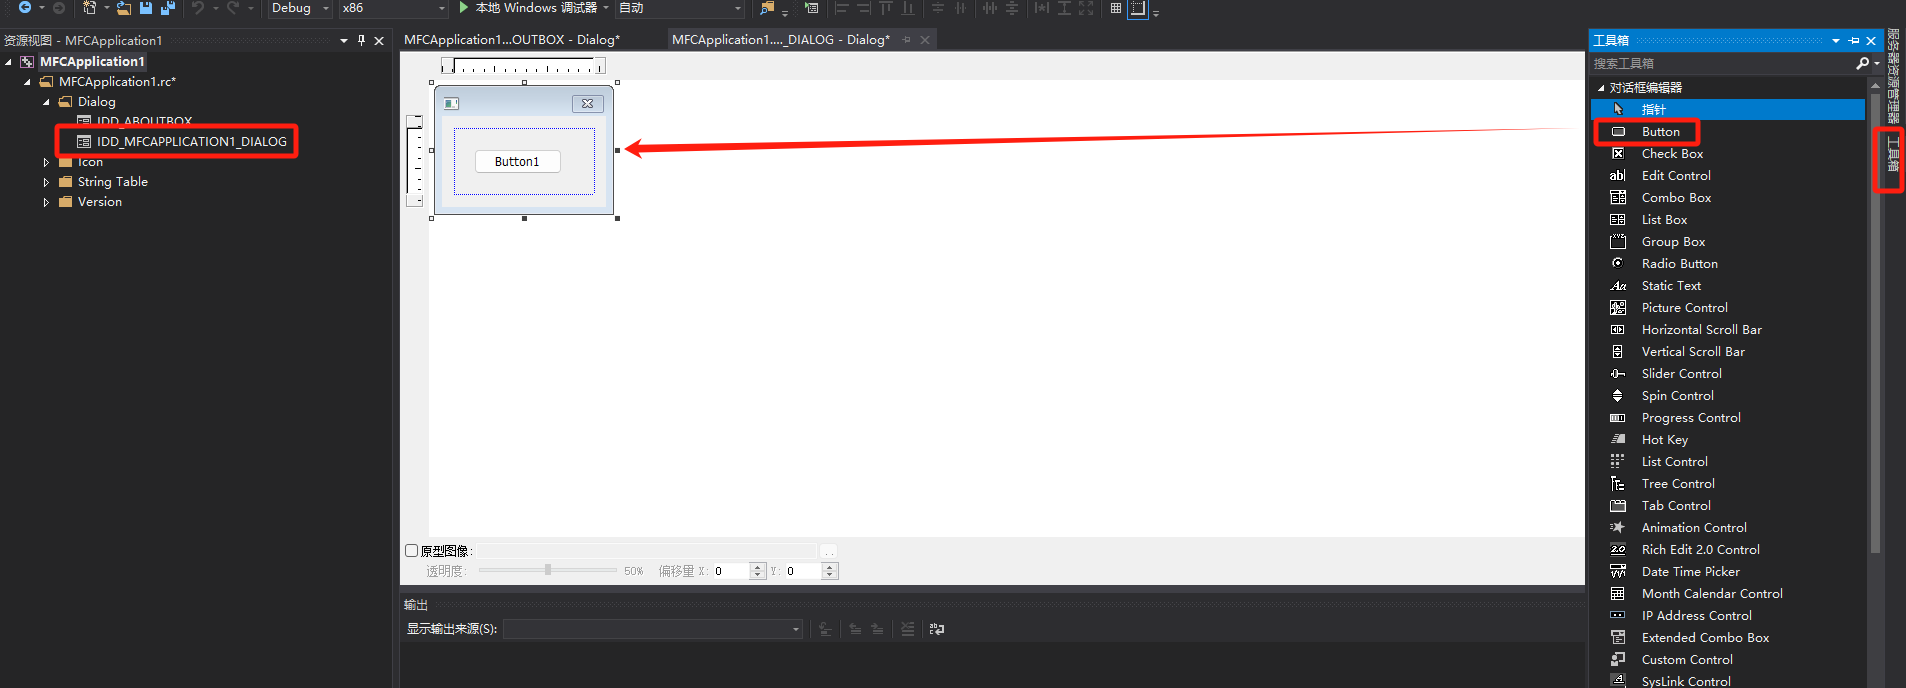 Debug
x86
本地 Windows 调试器
自动
资源视图 - MFCApplication1
MFCApplication1
MFCApplication1.rc*
Dialog
IDD_ABOUTBOX
IDD_MFCAPPLICATION1_DIALOG
Icon
String Table
Version
MFCApplication1...OUTBOX - Dialog*
MFCApplication1...._DIALOG - Dialog*
Button1
原型图像:
..
透明度:
50%
偏移量 X:
0
Y:
0
输出
显示输出来源(S):
工具箱
搜索工具箱
对话框编辑器
指针
Button
Check Box
Edit Control
Combo Box
List Box
Group Box
Radio Button
Static Text
Picture Control
Horizontal Scroll Bar
Vertical Scroll Bar
Slider Control
Spin Control
Progress Control
Hot Key
List Control
Tree Control
Tab Control
Animation Control
Rich Edit 2.0 Control
Date Time Picker
Month Calendar Control
IP Address Control
Extended Combo Box
Custom Control
SysLink Control
服务器资源管理器
工具箱